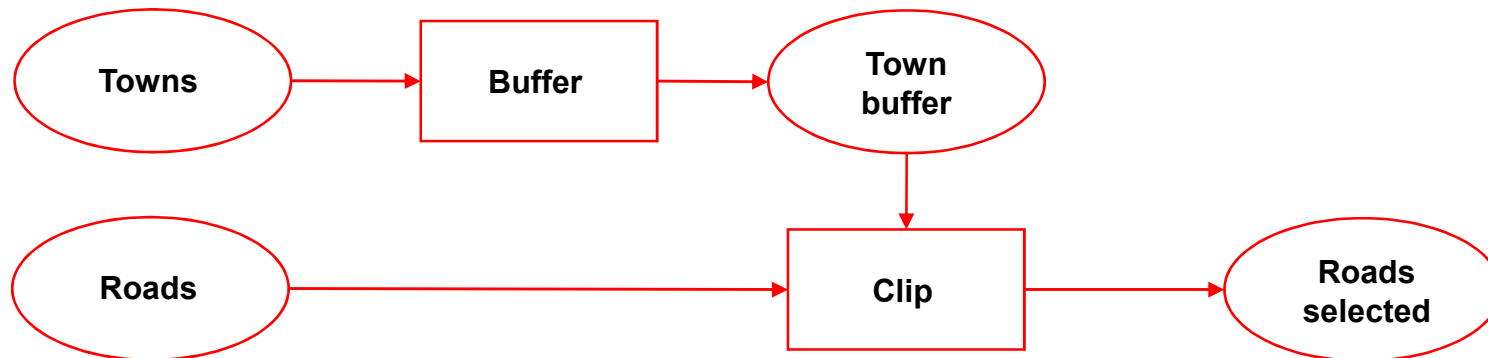 Towns
Buffer
Town
buffer
Roads
Clip
Roads
selected